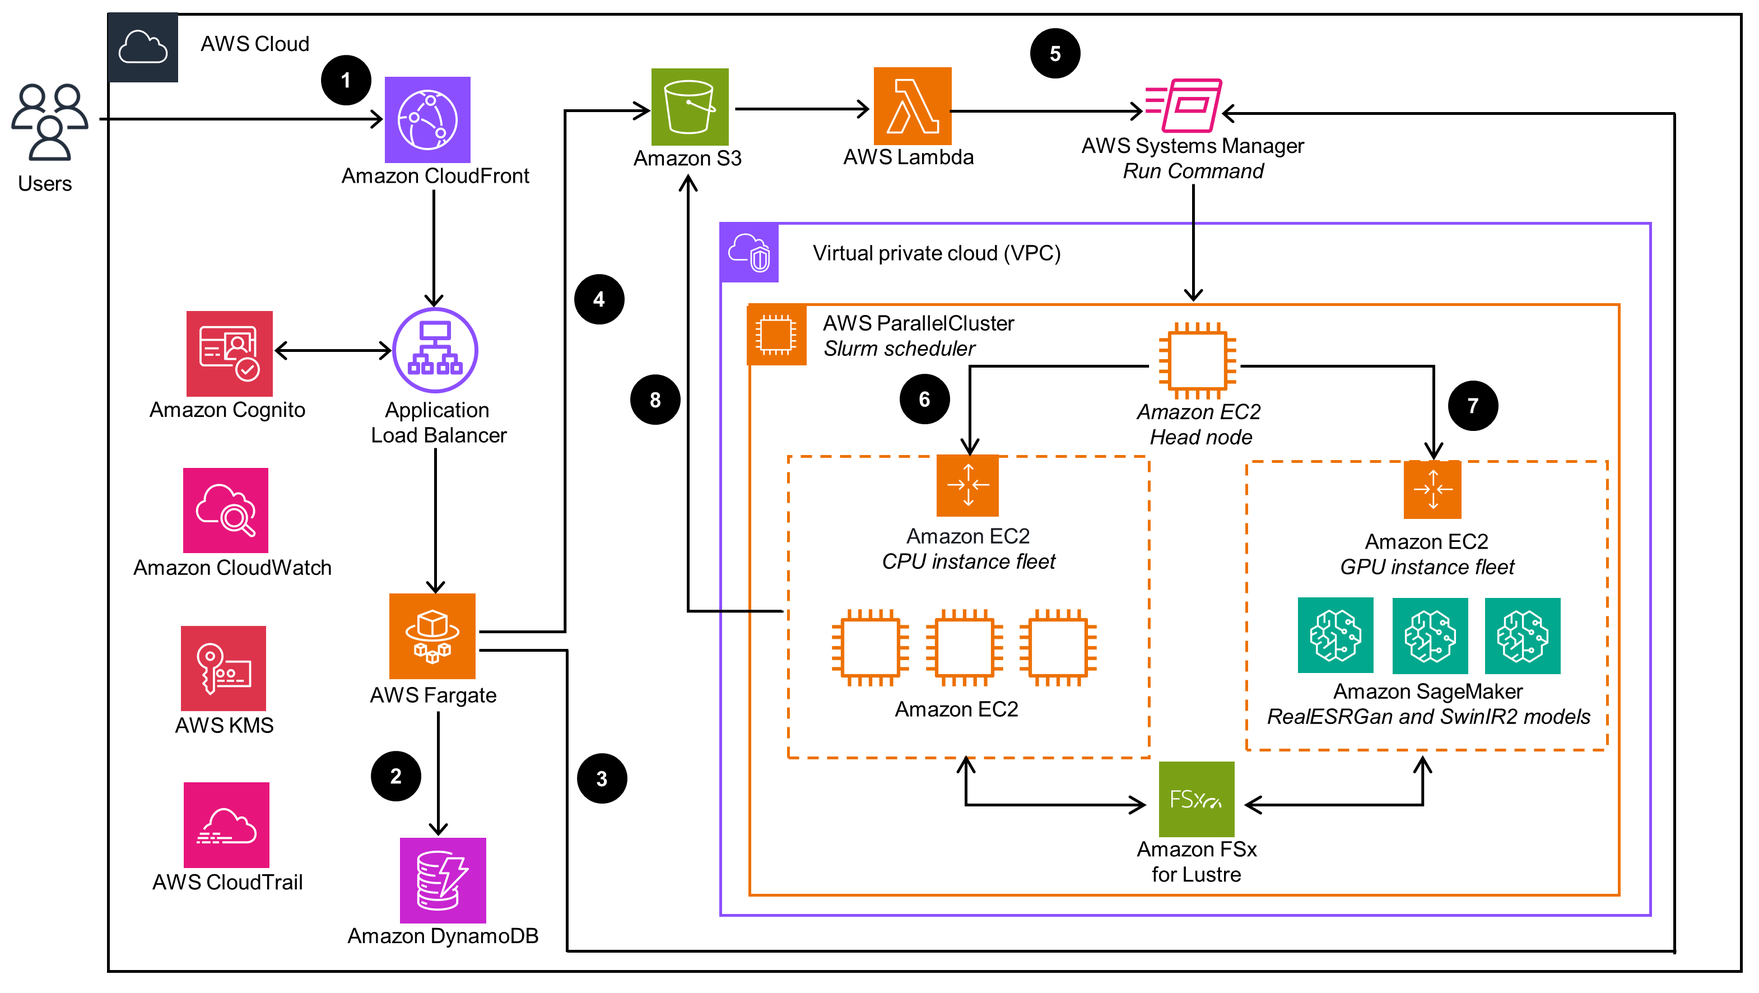 AWS Cloud
1
5
Users
Amazon CloudFront
Amazon S3
AWS Lambda
AWS Systems Manager
Run Command
Virtual private cloud (VPC)
4
AWS ParallelCluster
Slurm scheduler
Amazon Cognito
Application
Load Balancer
8
6
Amazon EC2
Head node
7
Amazon CloudWatch
Amazon EC2
CPU instance fleet
Amazon EC2
GPU instance fleet
AWS KMS
AWS Fargate
Amazon EC2
Amazon SageMaker
RealESRGan and SwinIR2 models
2
3
FSx
Amazon FSx
for Lustre
AWS CloudTrail
Amazon DynamoDB